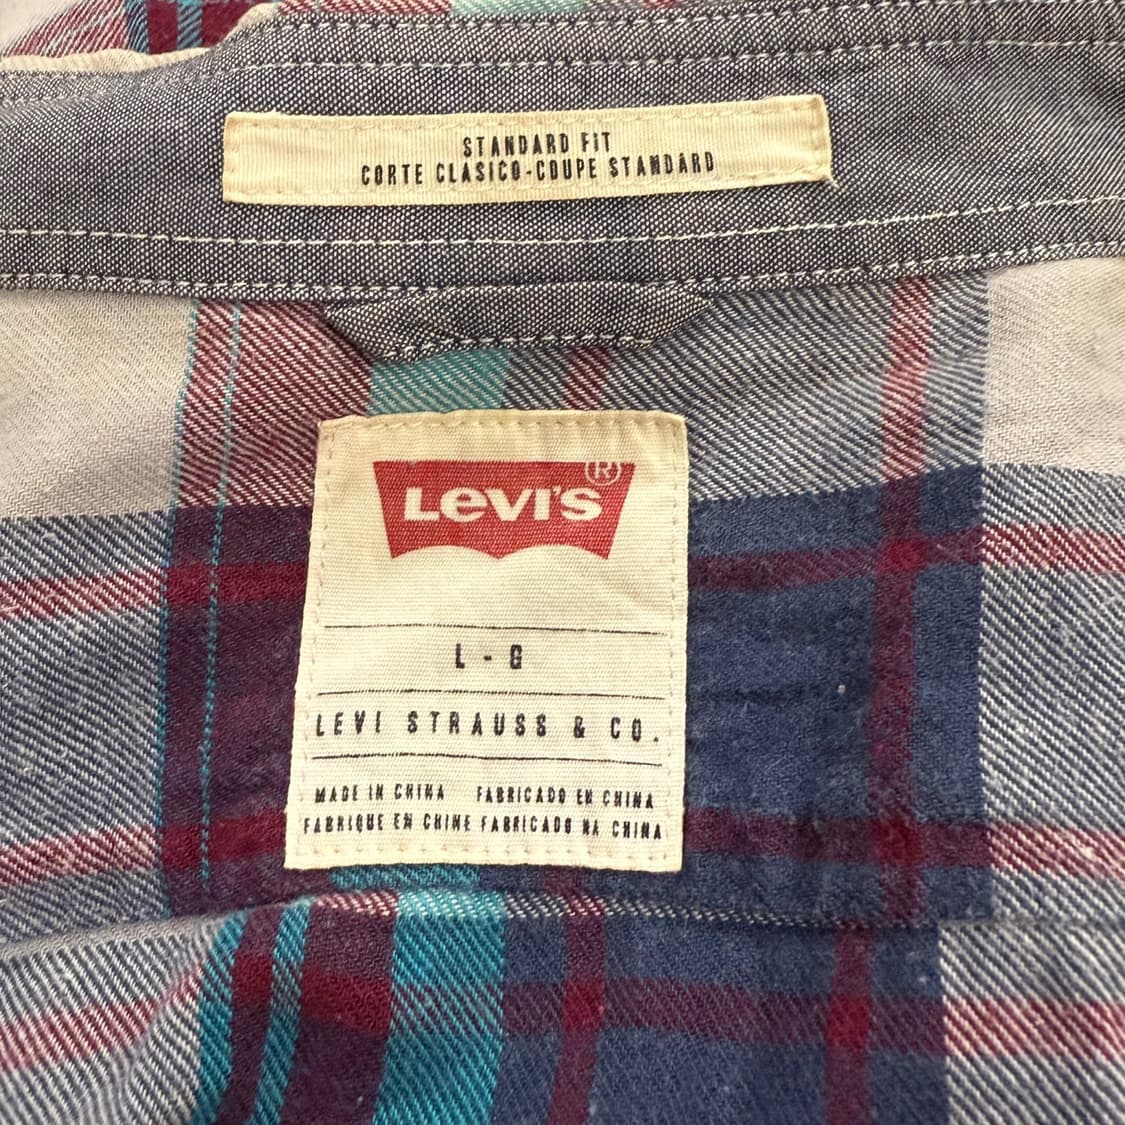 STANDARD FIT
CORTE CLASICO-COUPE STANDARD
LEVI'S®
L - G
LEVI STRAUSS & CO.
MADE IN CHINA FABRICADO EN CHINA
FABRIQUE EN CHINE FABRICADO NA CHINA